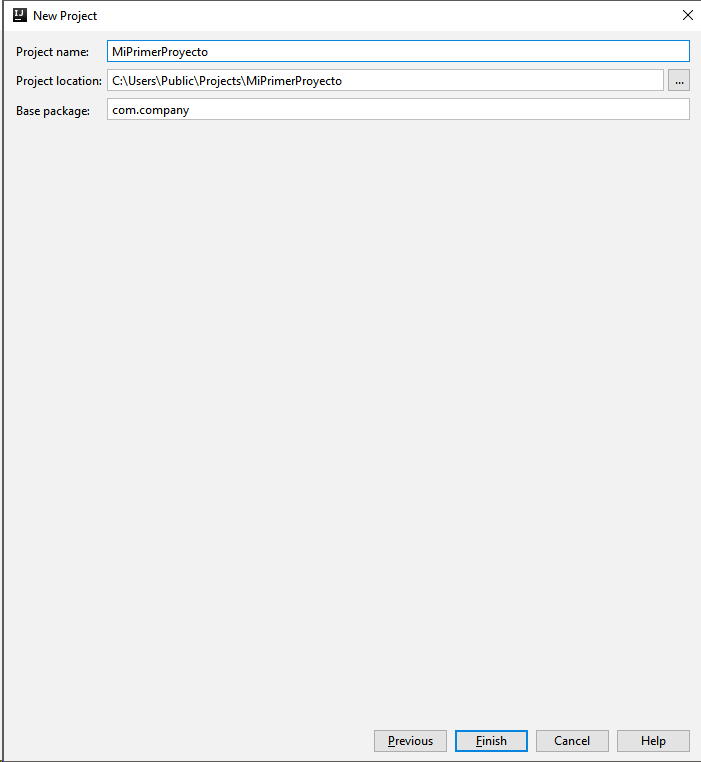 IJ New Project
Project name: MiPrimerProyecto
Project location: C:\Users\Public\Projects\MiPrimerProyecto ...
Base package: com.company
Previous Finish Cancel Help